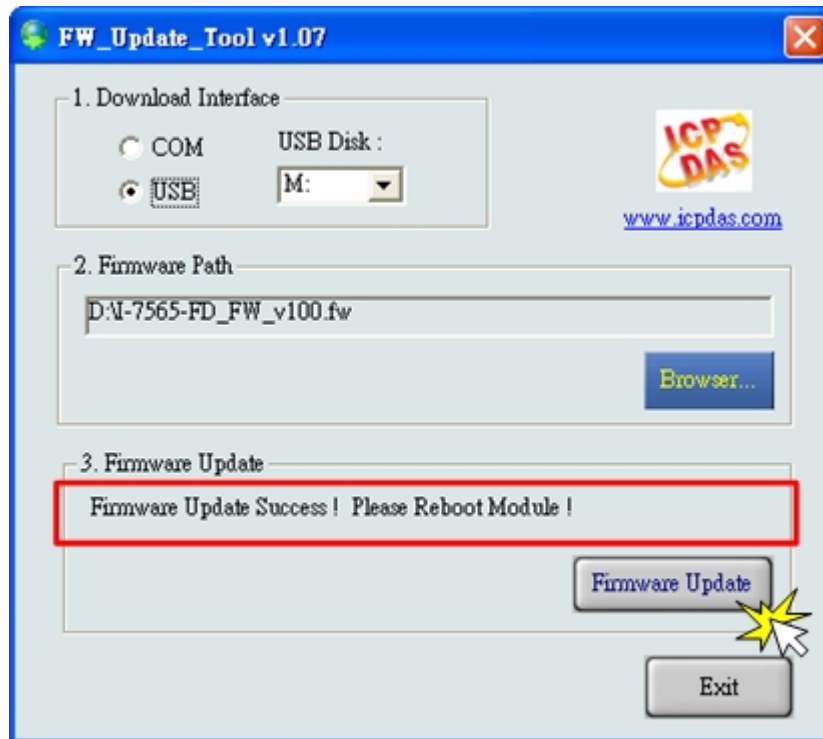 FW_Update_Tool v1.07
1. Download Interface
COM
USB Disk :
USB
M:
ICP
DAS
www.icpdas.com
2. Firmware Path
D:\I-7565-FD_FW_v100.fw
Browser...
3. Firmware Update
Firmware Update Success ! Please Reboot Module !
Firmware Update
Exit